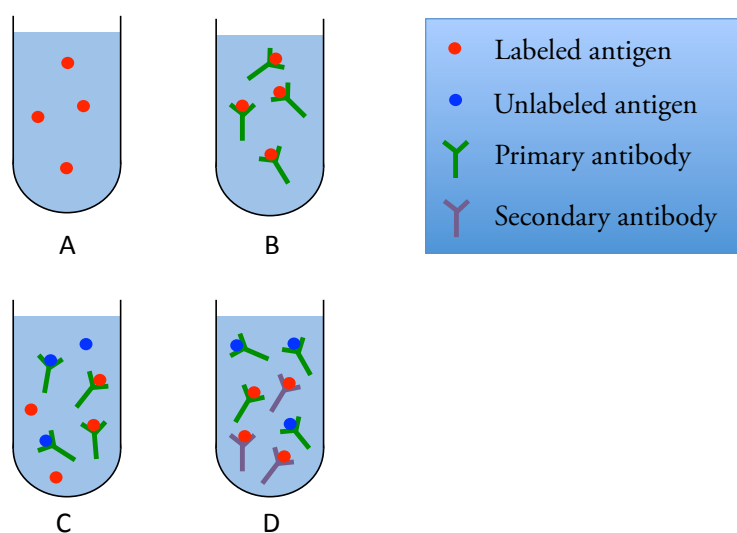 Labeled antigen
Unlabeled antigen
Primary antibody
Secondary antibody
A
B
C
D